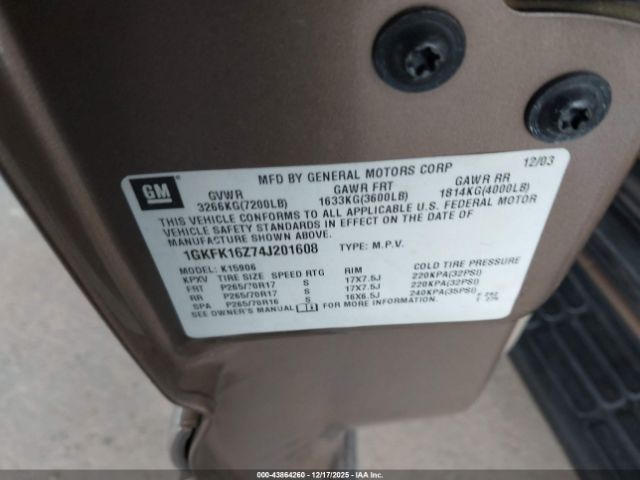 GM
MFD BY GENERAL MOTORS CORP 12/03
GVWR GAWR FRT GAWR RR
3266KG(7200LB) 1633KG(3600LB) 1814KG(4000LB)
THIS VEHICLE CONFORMS TO ALL APPLICABLE U.S. FEDERAL MOTOR
VEHICLE SAFETY STANDARDS IN EFFECT ON THE DATE OF
MANUFACTURE SHOWN ABOVE.
1GKFK16Z74J201608 TYPE: M.P.V.
MODEL: K15906
KPXV TIRE SIZE SPEED RTG RIM COLD TIRE PRESSURE
FRT P265/70R17 S 17X7.5J 220KPA(32PSI)
RR P265/70R17 S 17X7.5J 220KPA(32PSI)
SPA P265/70R16 S 16X6.5J 240KPA(35PSI)
SEE OWNER'S MANUAL FOR MORE INFORMATION.
000-43864260 - 12/17/2025 - IAAI.COM